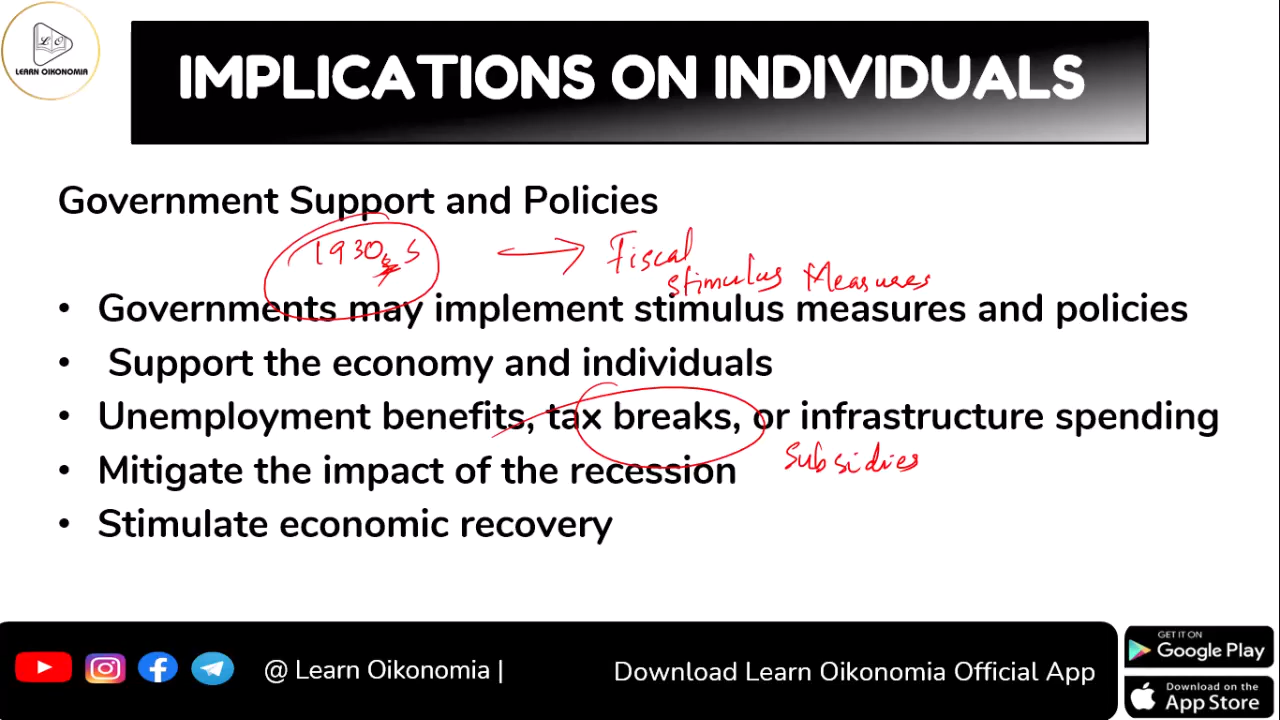 LO
LEARN OIKONOMIA
IMPLICATIONS ON INDIVIDUALS
Government Support and Policies
1930s → Fiscal
stimulus Measures
• Governments may implement stimulus measures and policies
• Support the economy and individuals
• Unemployment benefits, tax breaks, or infrastructure spending
subsidies
• Mitigate the impact of the recession
• Stimulate economic recovery
@ Learn Oikonomia |
Download Learn Oikonomia Official App
GET IT ON
Google Play
Download on the
App Store